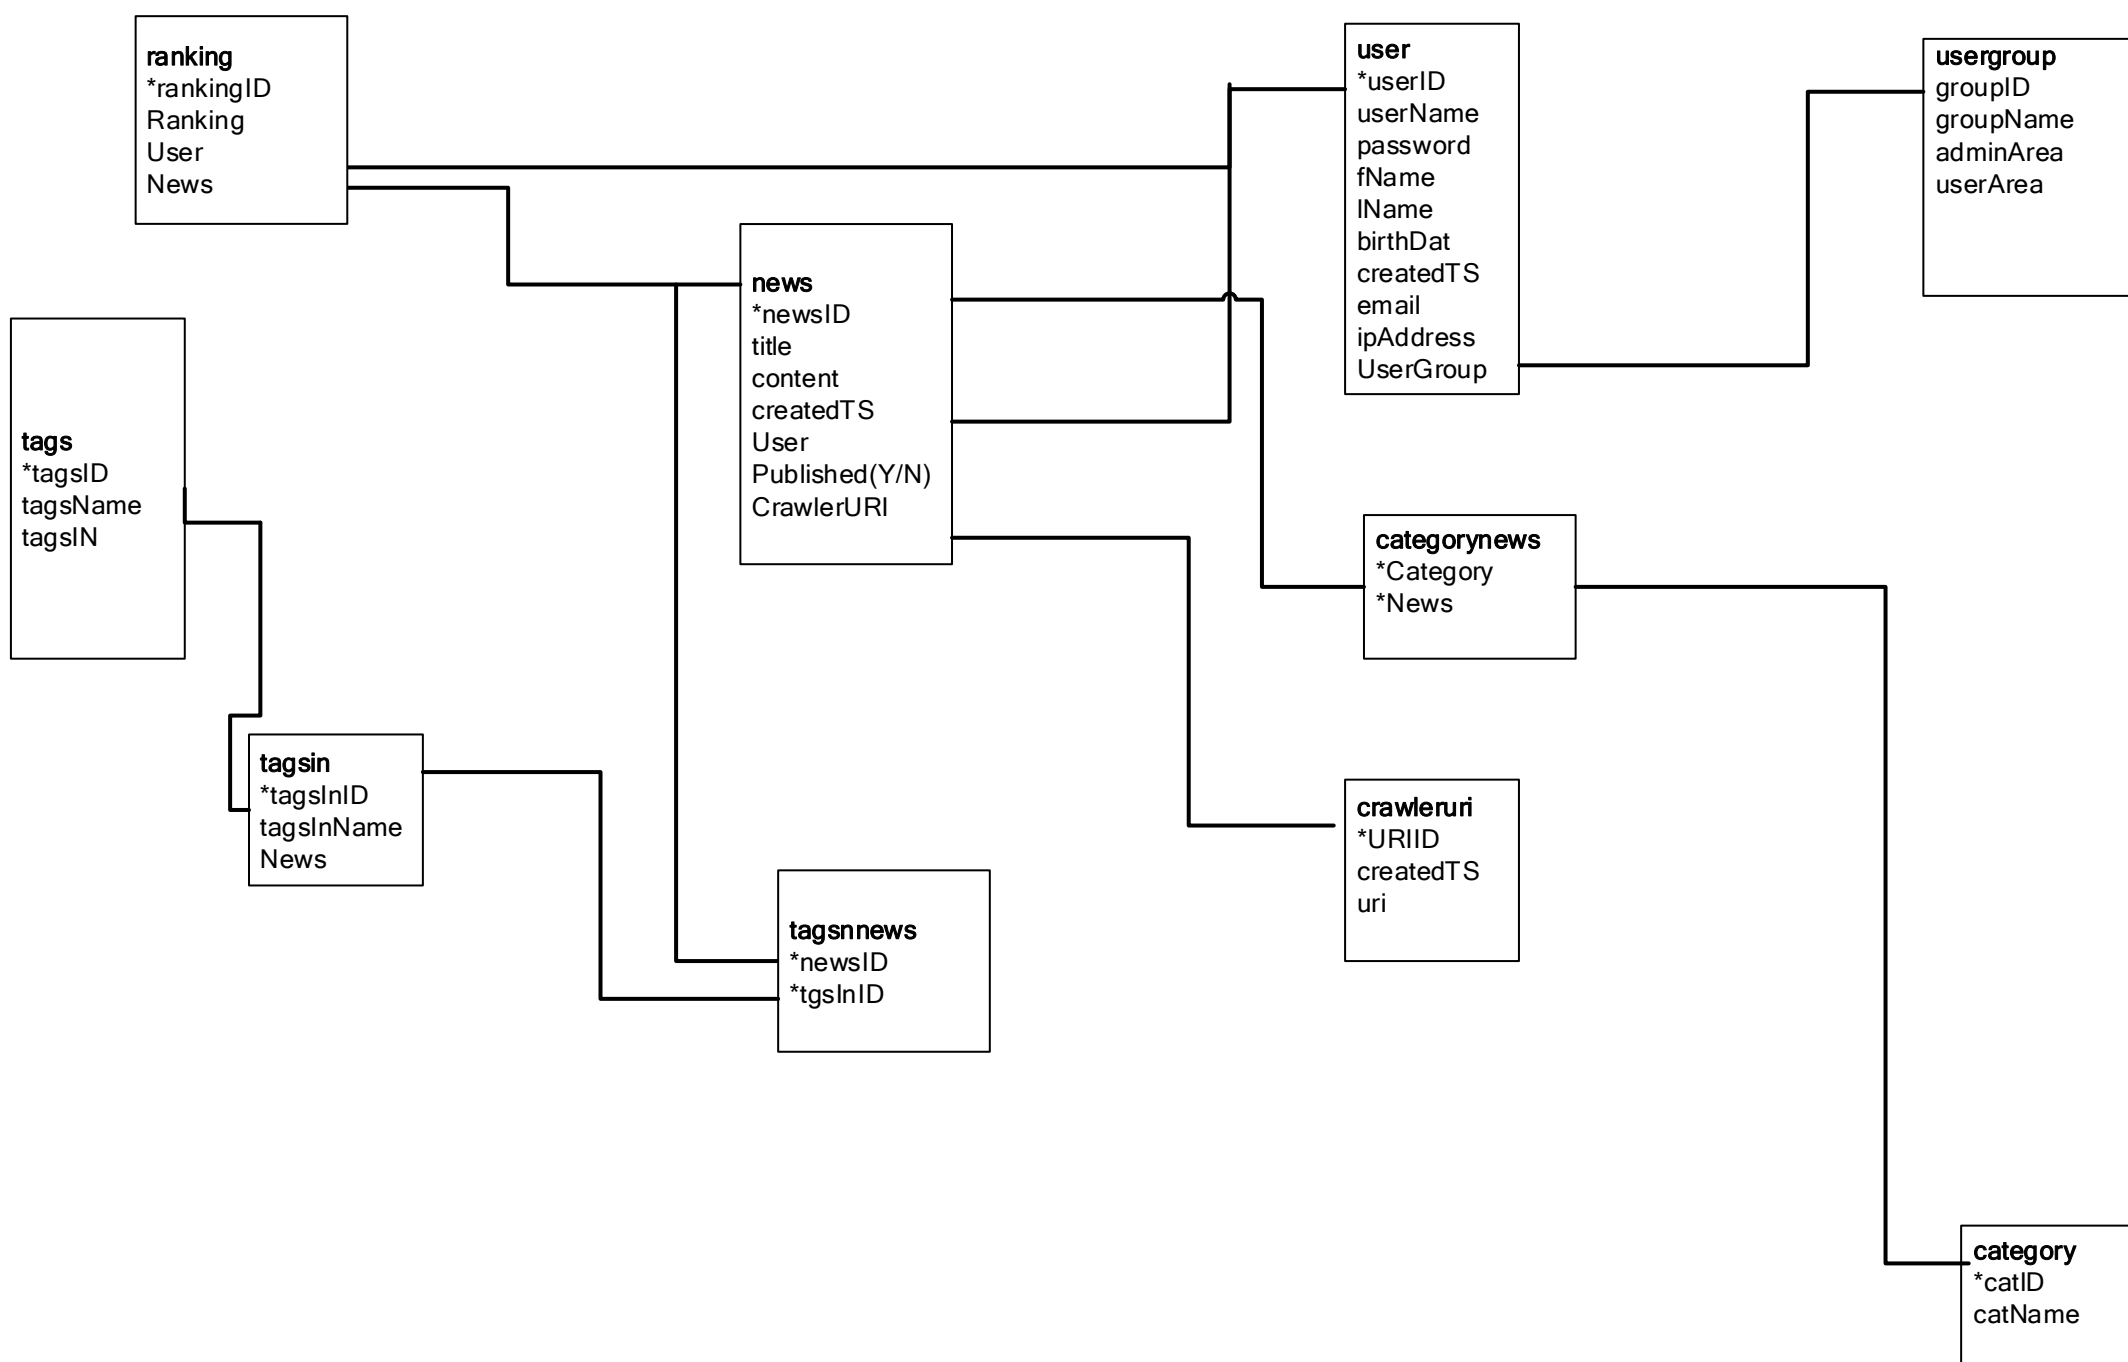 ranking
*rankingID
Ranking
User
News
user
*userID
userName
password
fName
lName
birthDat
createdTS
email
ipAddress
UserGroup
usergroup
groupID
groupName
adminArea
userArea
news
*newsID
title
content
createdTS
User
Published(Y/N)
CrawlerURI
tags
*tagsID
tagsName
tagsIN
categorynews
*Category
*News
tagsin
*tagsInID
tagsInName
News
crawleruri
*URIID
createdTS
uri
tagsnnews
*newsID
*tgsInID
category
*catID
catName